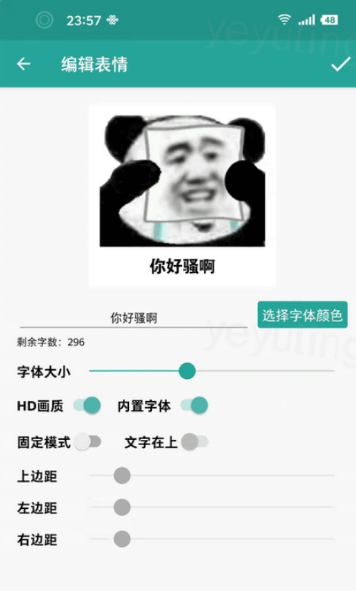 23:57
48
编辑表情
你好骚啊
你好骚啊
选择字体颜色
剩余字数：296
字体大小
HD画质 内置字体
固定模式 文字在上
上边距
左边距
右边距
yeyuting
yeyuting